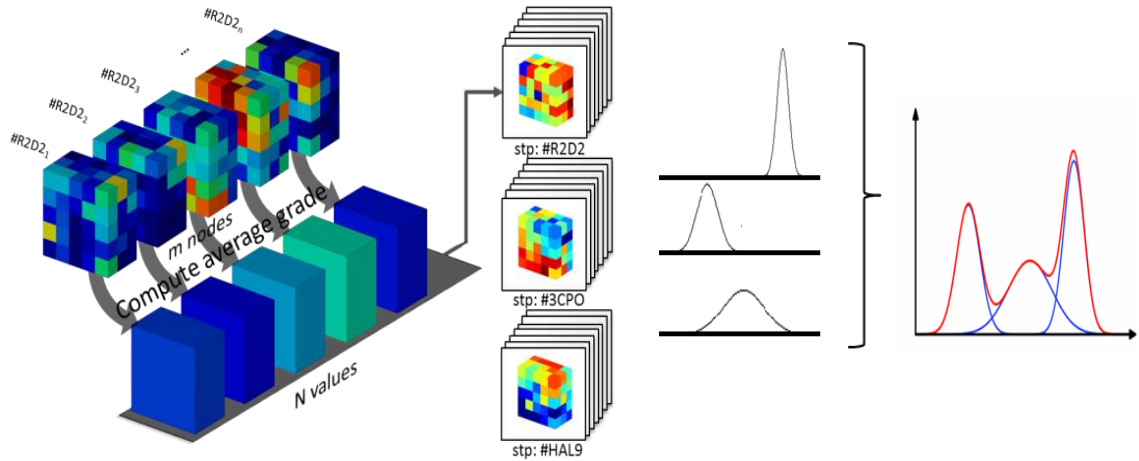 #R2D2n
...
#R2D23
#R2D22
#R2D21
m nodes
Compute average grade
N values
stp: #R2D2
stp: #3CPO
stp: #HAL9